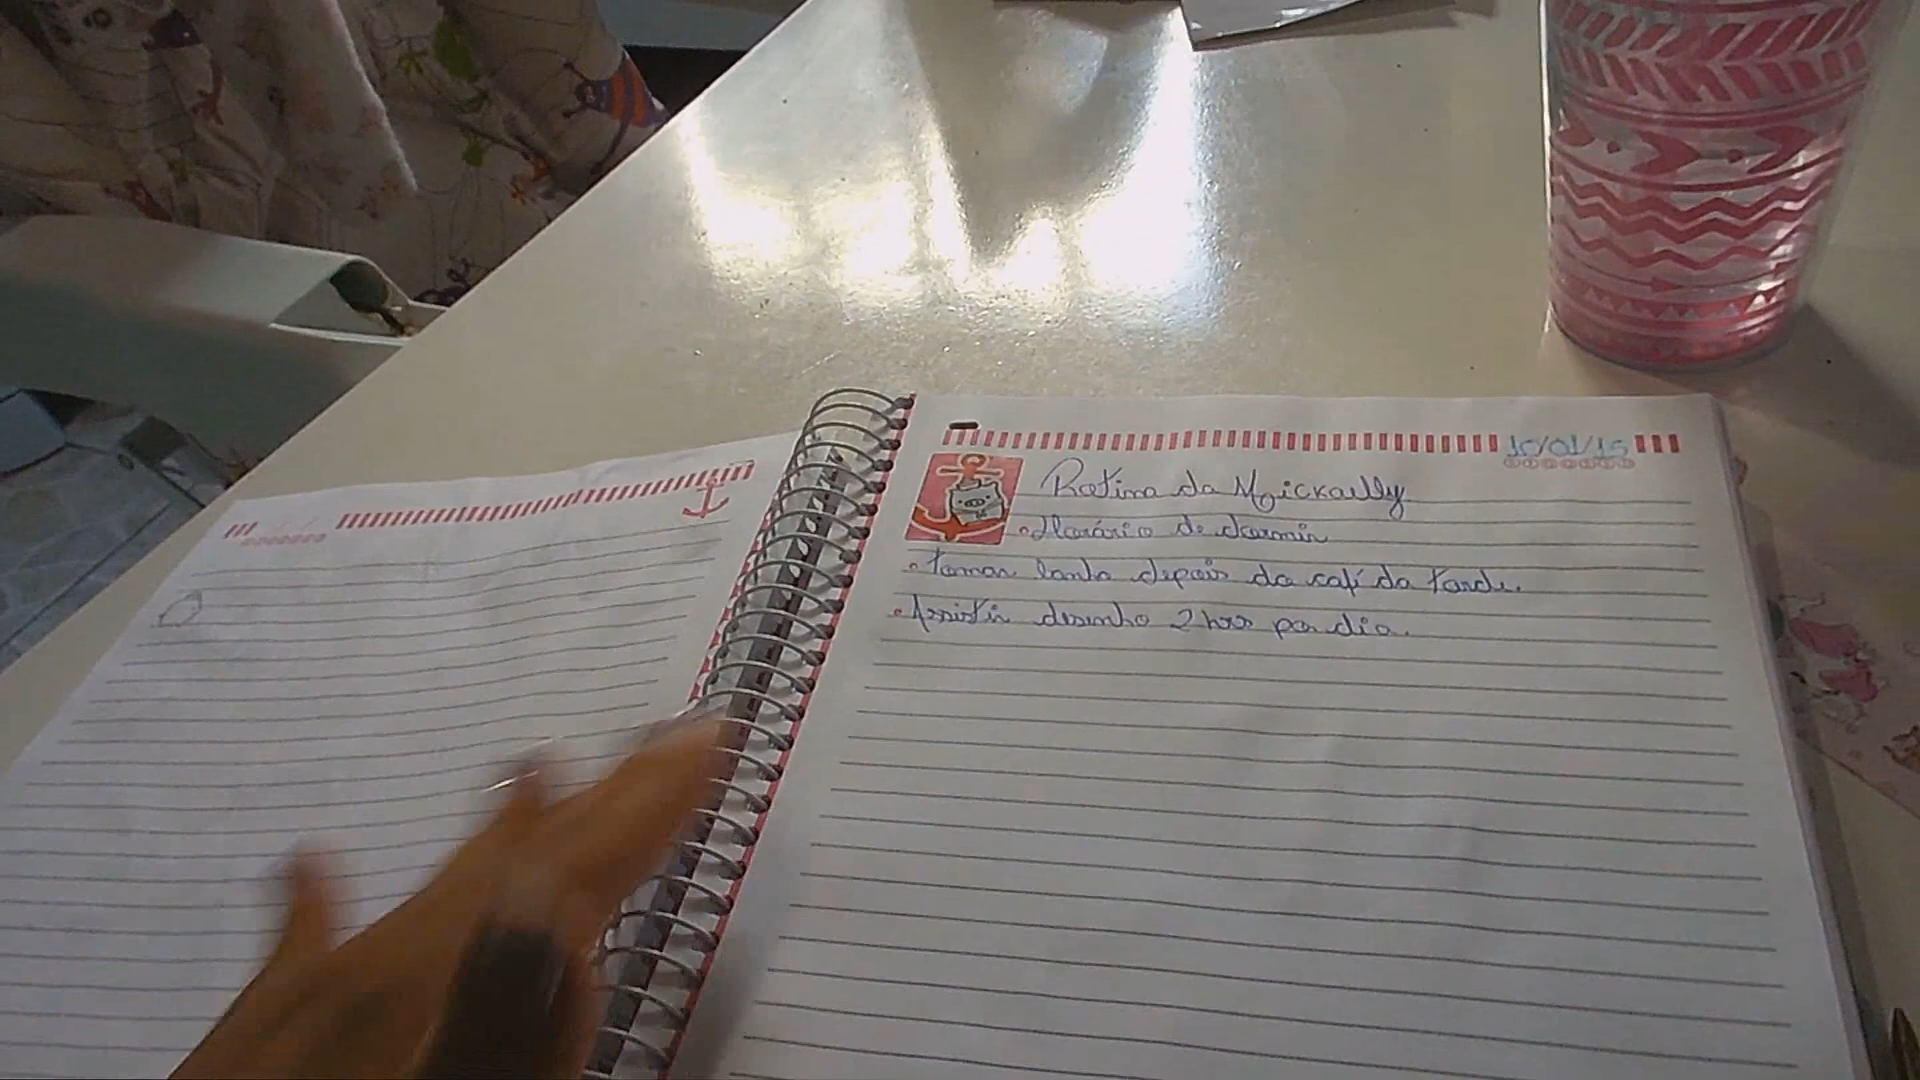 10/01/15
Rotina da Mickaelly
Horário de dormir
tomar banho depois do café da tarde.
Assistir desenho 2 hrs por dia.